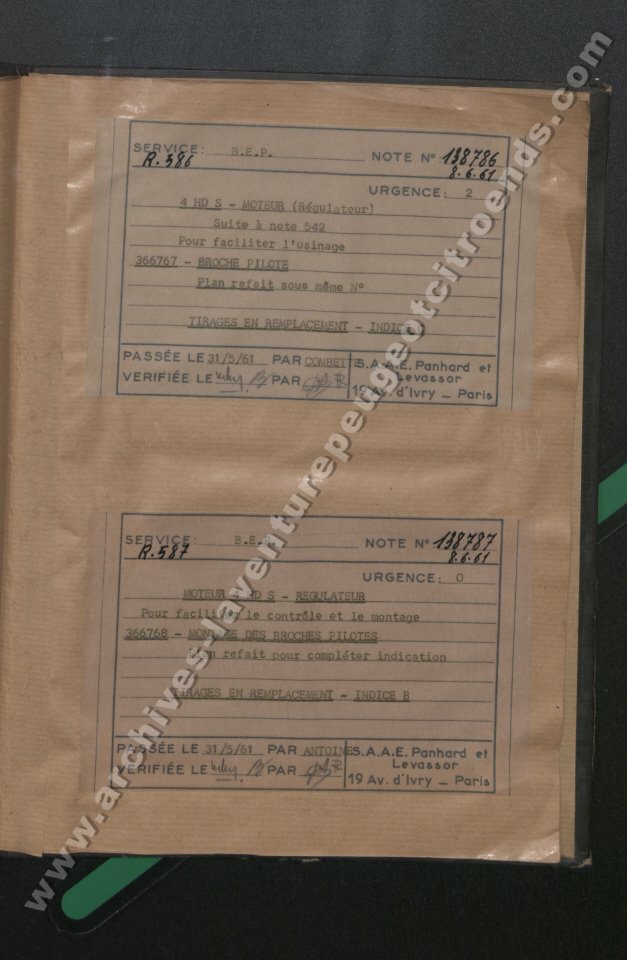 SERVICE: B.E.P. NOTE N° 138786
R.586 8.6.61
URGENCE: 2
4 HD S - MOTEUR (Régulateur)
Suite à note 542
Pour faciliter l'usinage
366767 - BROCHE PILOTE
Plan refait sous même N°
TIRAGES EN REMPLACEMENT - INDICE
PASSÉE LE 31/5/61 PAR COMBET S.A.A.E. Panhard et
Levassor
VERIFIÉE LE PAR
19 Av. d'Ivry - Paris
SERVICE: B.E.P. NOTE N° 138787
R.587 8.6.61
URGENCE: 0
MOTEUR 4 HD S - REGULATEUR
Pour faciliter le contrôle et le montage
366768 - MONTAGE DES BROCHES PILOTES
Plan refait pour compléter indication
TIRAGES EN REMPLACEMENT - INDICE B
PASSÉE LE 31/5/61 PAR ANTOINE S.A.A.E. Panhard et
Levassor
VERIFIÉE LE PAR
19 Av. d'Ivry - Paris
www.archives-laventurepeugeotcitroends.com